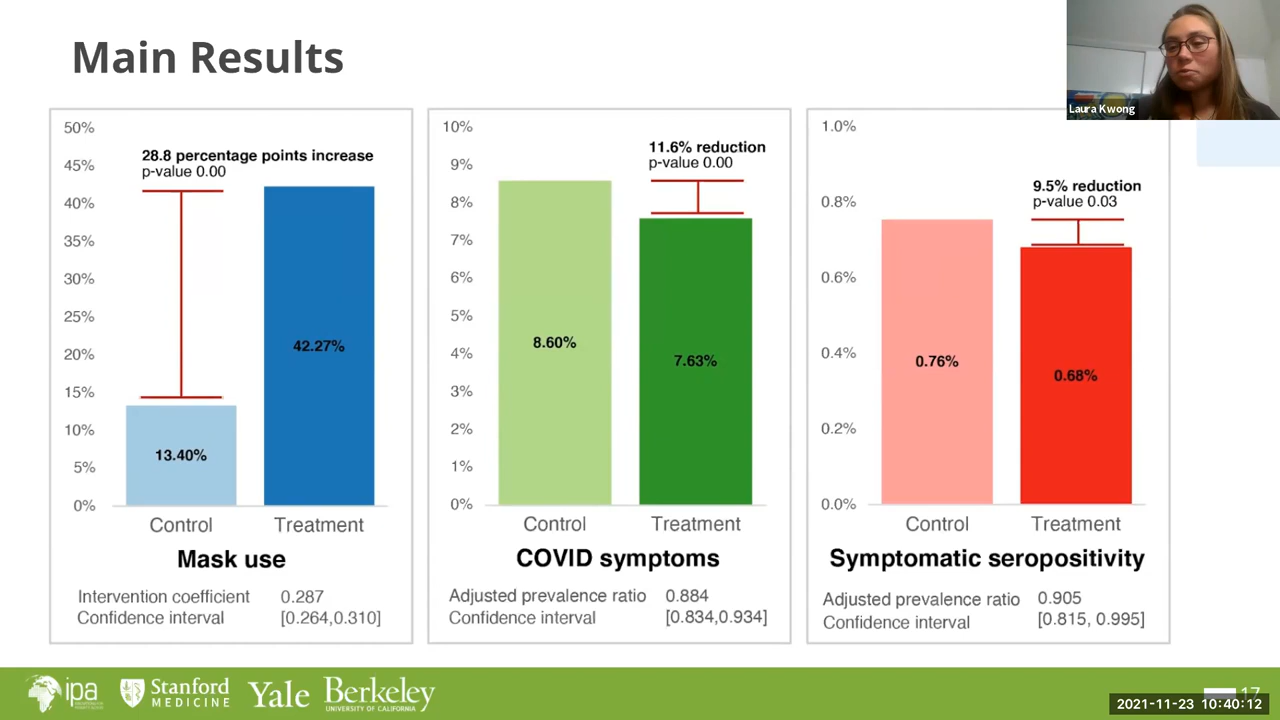 Main Results
Laura Kwong
50%
45%
40%
35%
30%
25%
20%
15%
10%
5%
0%
28.8 percentage points increase
p-value 0.00
13.40%
42.27%
Control
Treatment
Mask use
Intervention coefficient 0.287
Confidence interval [0.264,0.310]
10%
9%
8%
7%
6%
5%
4%
3%
2%
1%
0%
11.6% reduction
p-value 0.00
8.60%
7.63%
Control
Treatment
COVID symptoms
Adjusted prevalence ratio 0.884
Confidence interval [0.834,0.934]
1.0%
0.8%
0.6%
0.4%
0.2%
0.0%
9.5% reduction
p-value 0.03
0.76%
0.68%
Control
Treatment
Symptomatic seropositivity
Adjusted prevalence ratio 0.905
Confidence interval [0.815, 0.995]
ipa
Stanford
MEDICINE
Yale
Berkeley
UNIVERSITY OF CALIFORNIA
17
2021-11-23 10:40:12